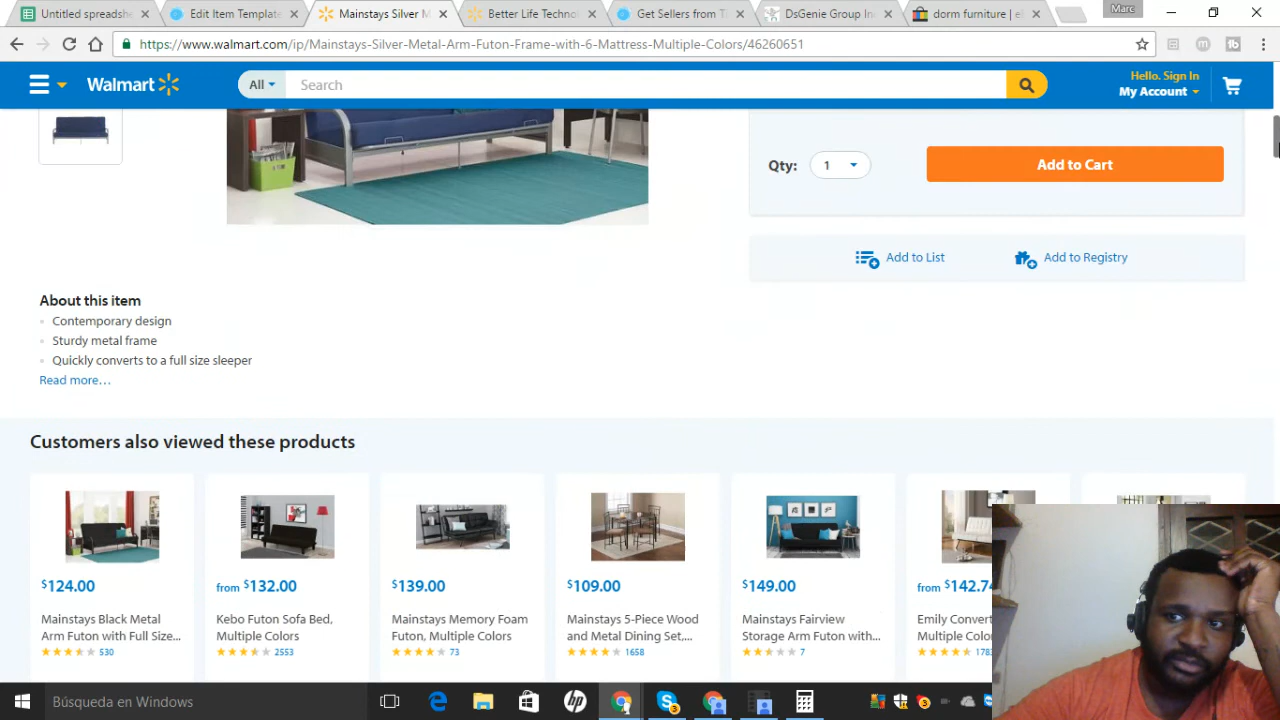 Untitled spreadshe
Edit Item Template
Mainstays Silver M
Better Life Techno
Get Sellers from T
DsGenie Group In
dorm furniture | e
Marc
https://www.walmart.com/ip/Mainstays-Silver-Metal-Arm-Futon-Frame-with-6-Mattress-Multiple-Colors/46260651
Walmart
All
Search
Hello. Sign In
My Account
Qty:
1
Add to Cart
Add to List
Add to Registry
About this item
Contemporary design
Sturdy metal frame
Quickly converts to a full size sleeper
Read more…
Customers also viewed these products
$124.00
Mainstays Black Metal
Arm Futon with Full Size...
530
from $132.00
Kebo Futon Sofa Bed,
Multiple Colors
2553
$139.00
Mainstays Memory Foam
Futon, Multiple Colors
73
$109.00
Mainstays 5-Piece Wood
and Metal Dining Set,...
1658
$149.00
Mainstays Fairview
Storage Arm Futon with...
7
from $142.74
Emily Convert
Multiple Colo
1783
Búsqueda en Windows
hp
3